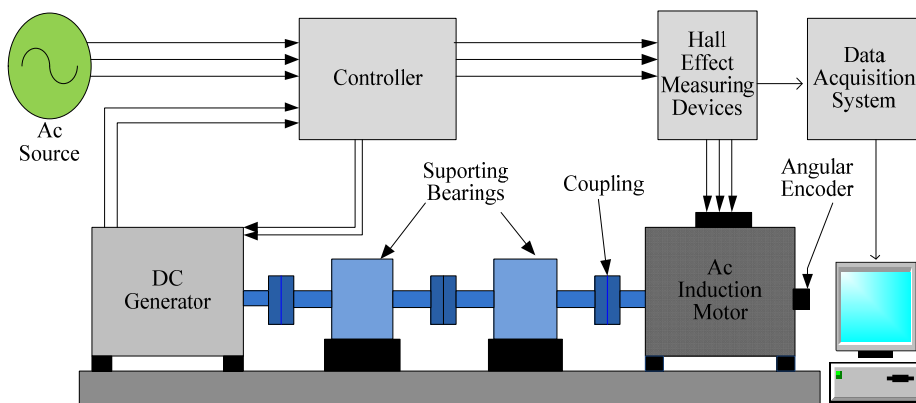 Ac
Source
Controller
Hall
Effect
Measuring
Devices
Data
Acquisition
System
Suporting
Bearings
Coupling
Angular
Encoder
DC
Generator
Ac
Induction
Motor